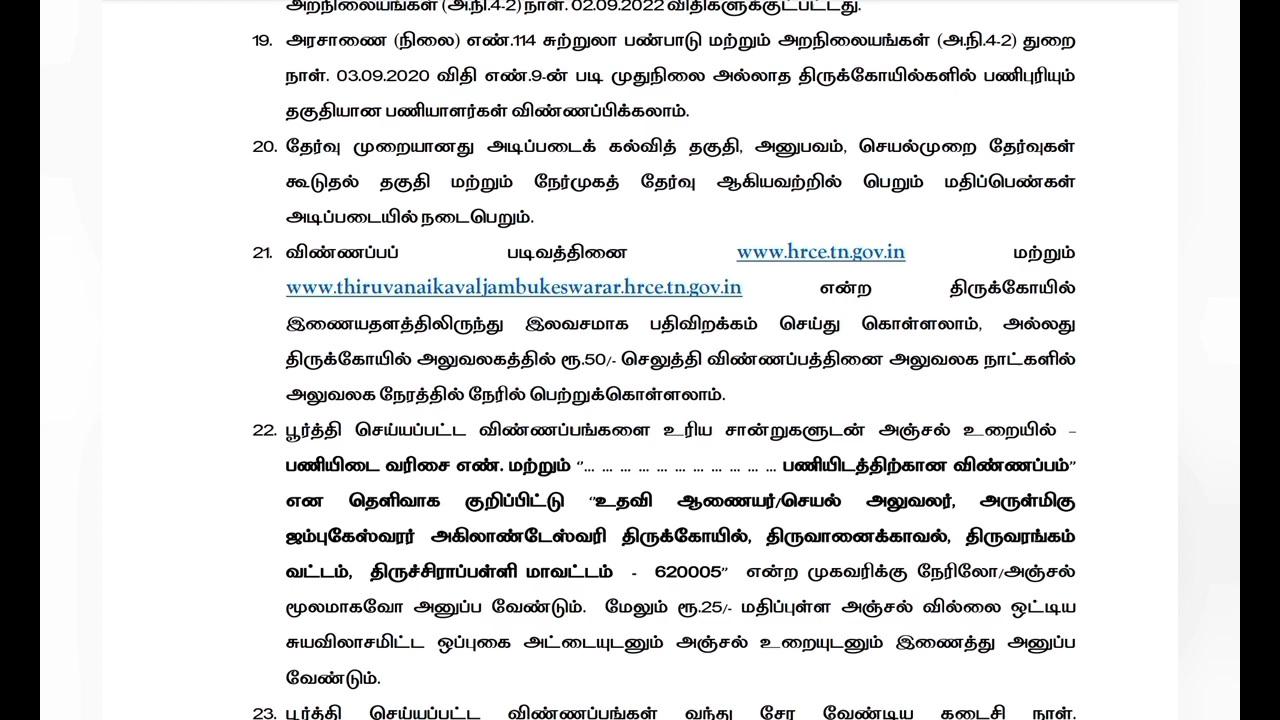 அறநிலையங்கள் (அ.நி.4-2) நாள். 02.09.2022 விதிகளுக்குட்பட்டது.
19. அரசாணை (நிலை) எண்.114 சுற்றுலா பண்பாடு மற்றும் அறநிலையங்கள் (அ.நி.4-2) துறை
நாள். 03.09.2020 விதி எண்.9-ன் படி முதுநிலை அல்லாத திருக்கோயில்களில் பணிபுரியும்
தகுதியான பணியாளர்கள் விண்ணப்பிக்கலாம்.
20. தேர்வு முறையானது அடிப்படைக் கல்வித் தகுதி, அனுபவம், செயல்முறை தேர்வுகள்
கூடுதல் தகுதி மற்றும் நேர்முகத் தேர்வு ஆகியவற்றில் பெறும் மதிப்பெண்கள்
அடிப்படையில் நடைபெறும்.
21. விண்ணப்பப் படிவத்தினை www.hrce.tn.gov.in மற்றும்
www.thiruvanaikavaljambukeswarar.hrce.tn.gov.in என்ற திருக்கோயில்
இணையதளத்திலிருந்து இலவசமாக பதிவிறக்கம் செய்து கொள்ளலாம், அல்லது
திருக்கோயில் அலுவலகத்தில் ரூ.50/- செலுத்தி விண்ணப்பத்தினை அலுவலக நாட்களில்
அலுவலக நேரத்தில் நேரில் பெற்றுக்கொள்ளலாம்.
22. பூர்த்தி செய்யப்பட்ட விண்ணப்பங்களை உரிய சான்றுகளுடன் அஞ்சல் உறையில் –
பணியிடை வரிசை எண். மற்றும் “... ... ... ... ... ... ... ... ... ... ... பணியிடத்திற்கான விண்ணப்பம்”
என தெளிவாக குறிப்பிட்டு “உதவி ஆணையர்/செயல் அலுவலர், அருள்மிகு
ஜம்புகேஸ்வரர் அகிலாண்டேஸ்வரி திருக்கோயில், திருவானைக்காவல், திருவரங்கம்
வட்டம், திருச்சிராப்பள்ளி மாவட்டம் - 620005” என்ற முகவரிக்கு நேரிலோ/அஞ்சல்
மூலமாகவோ அனுப்ப வேண்டும். மேலும் ரூ.25/- மதிப்புள்ள அஞ்சல் வில்லை ஒட்டிய
சுயவிலாசமிட்ட ஒப்புகை அட்டையுடனும் அஞ்சல் உறையுடனும் இணைத்து அனுப்ப
வேண்டும்.
23. பூர்த்தி செய்யப்பட்ட விண்ணப்பங்கள் வந்து சேர வேண்டிய கடைசி நாள்.